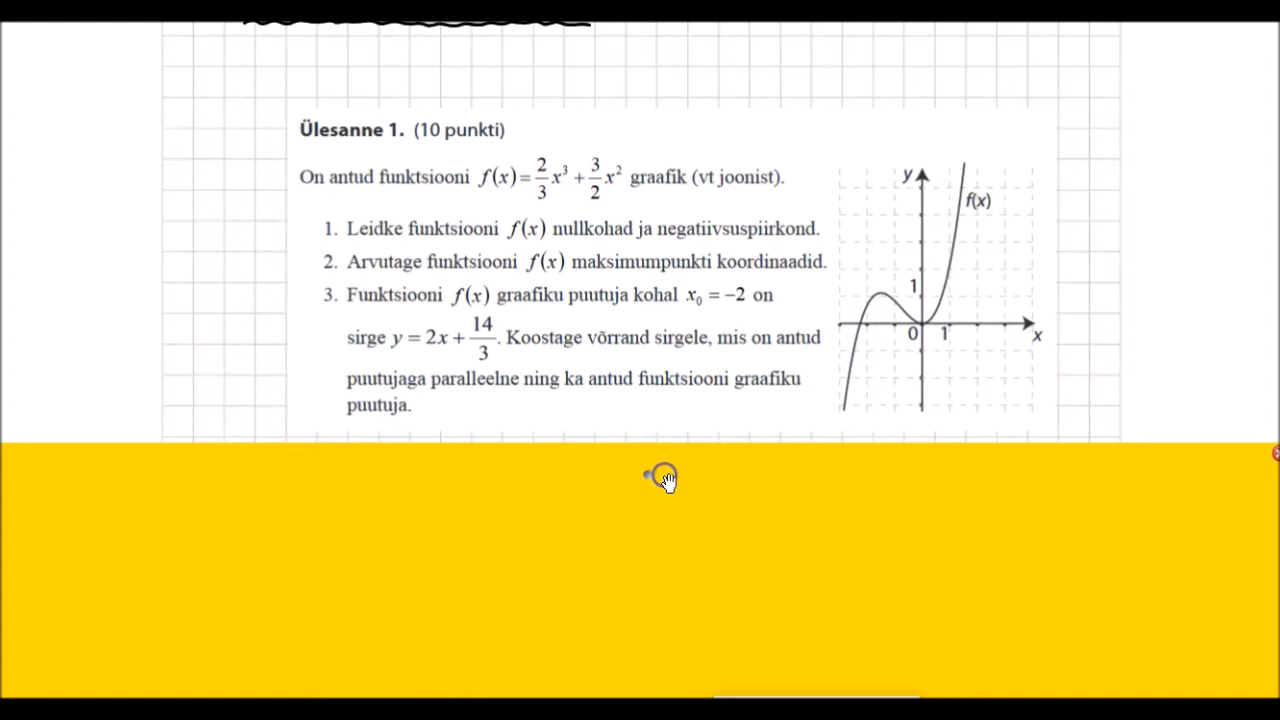 Ülesanne 1. (10 punkti)
On antud funktsiooni f(x) = 2/3 x³ + 3/2 x² graafik (vt joonist).
1. Leidke funktsiooni f(x) nullkohad ja negatiivsuspiirkond.
2. Arvutage funktsiooni f(x) maksimumpunkti koordinaadid.
3. Funktsiooni f(x) graafiku puutuja kohal x₀ = −2 on
sirge y = 2x + 14/3. Koostage võrrand sirgele, mis on antud
puutujaga paralleelne ning ka antud funktsiooni graafiku
puutuja.
y
f(x)
1
0
1
x